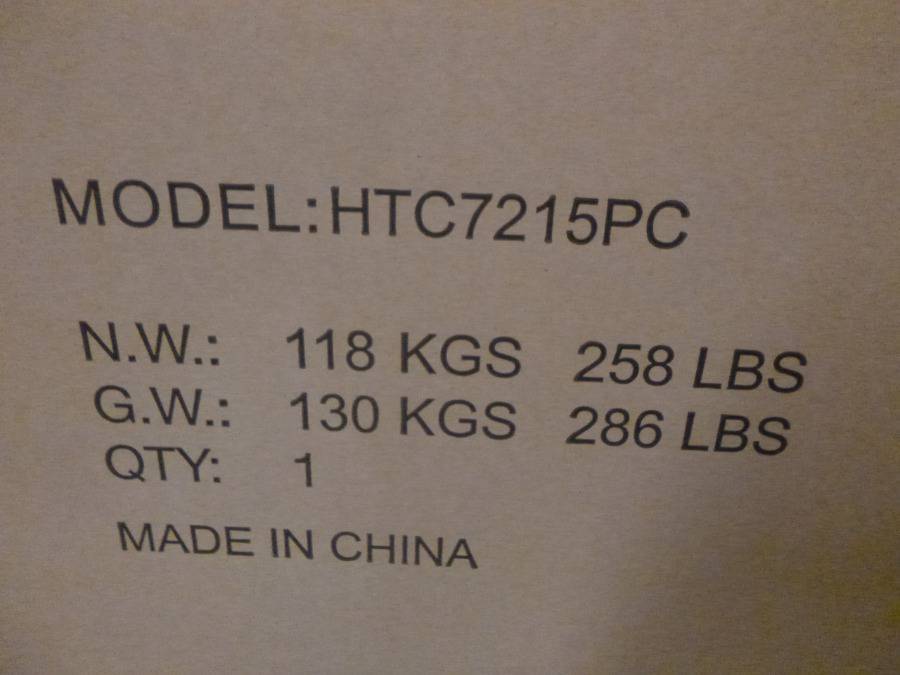 MODEL:HTC7215PC
N.W.: 118 KGS 258 LBS
G.W.: 130 KGS 286 LBS
QTY: 1
MADE IN CHINA